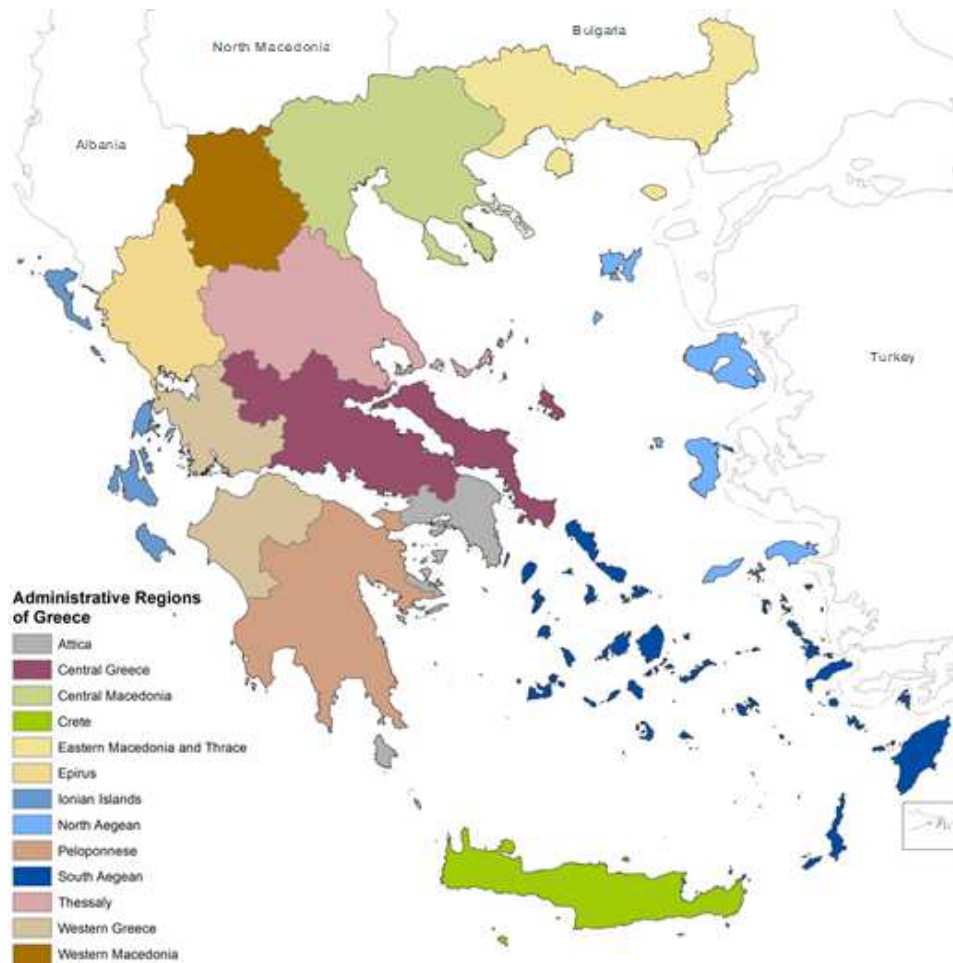 Bulgaria
North Macedonia
Albania
Turkey
Administrative Regions
of Greece
Attica
Central Greece
Central Macedonia
Crete
Eastern Macedonia and Thrace
Epirus
Ionian Islands
North Aegean
Peloponnese
South Aegean
Thessaly
Western Greece
Western Macedonia